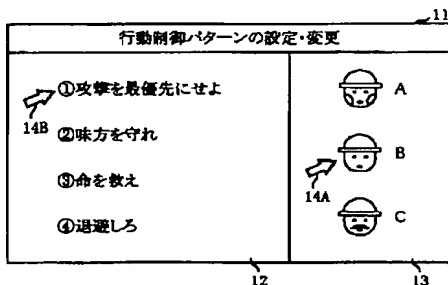 11
行動制御パターンの設定・変更
①攻撃を最優先にせよ
14B
②味方を守れ
③命を救え
④退避しろ
A
B
14A
C
12
13